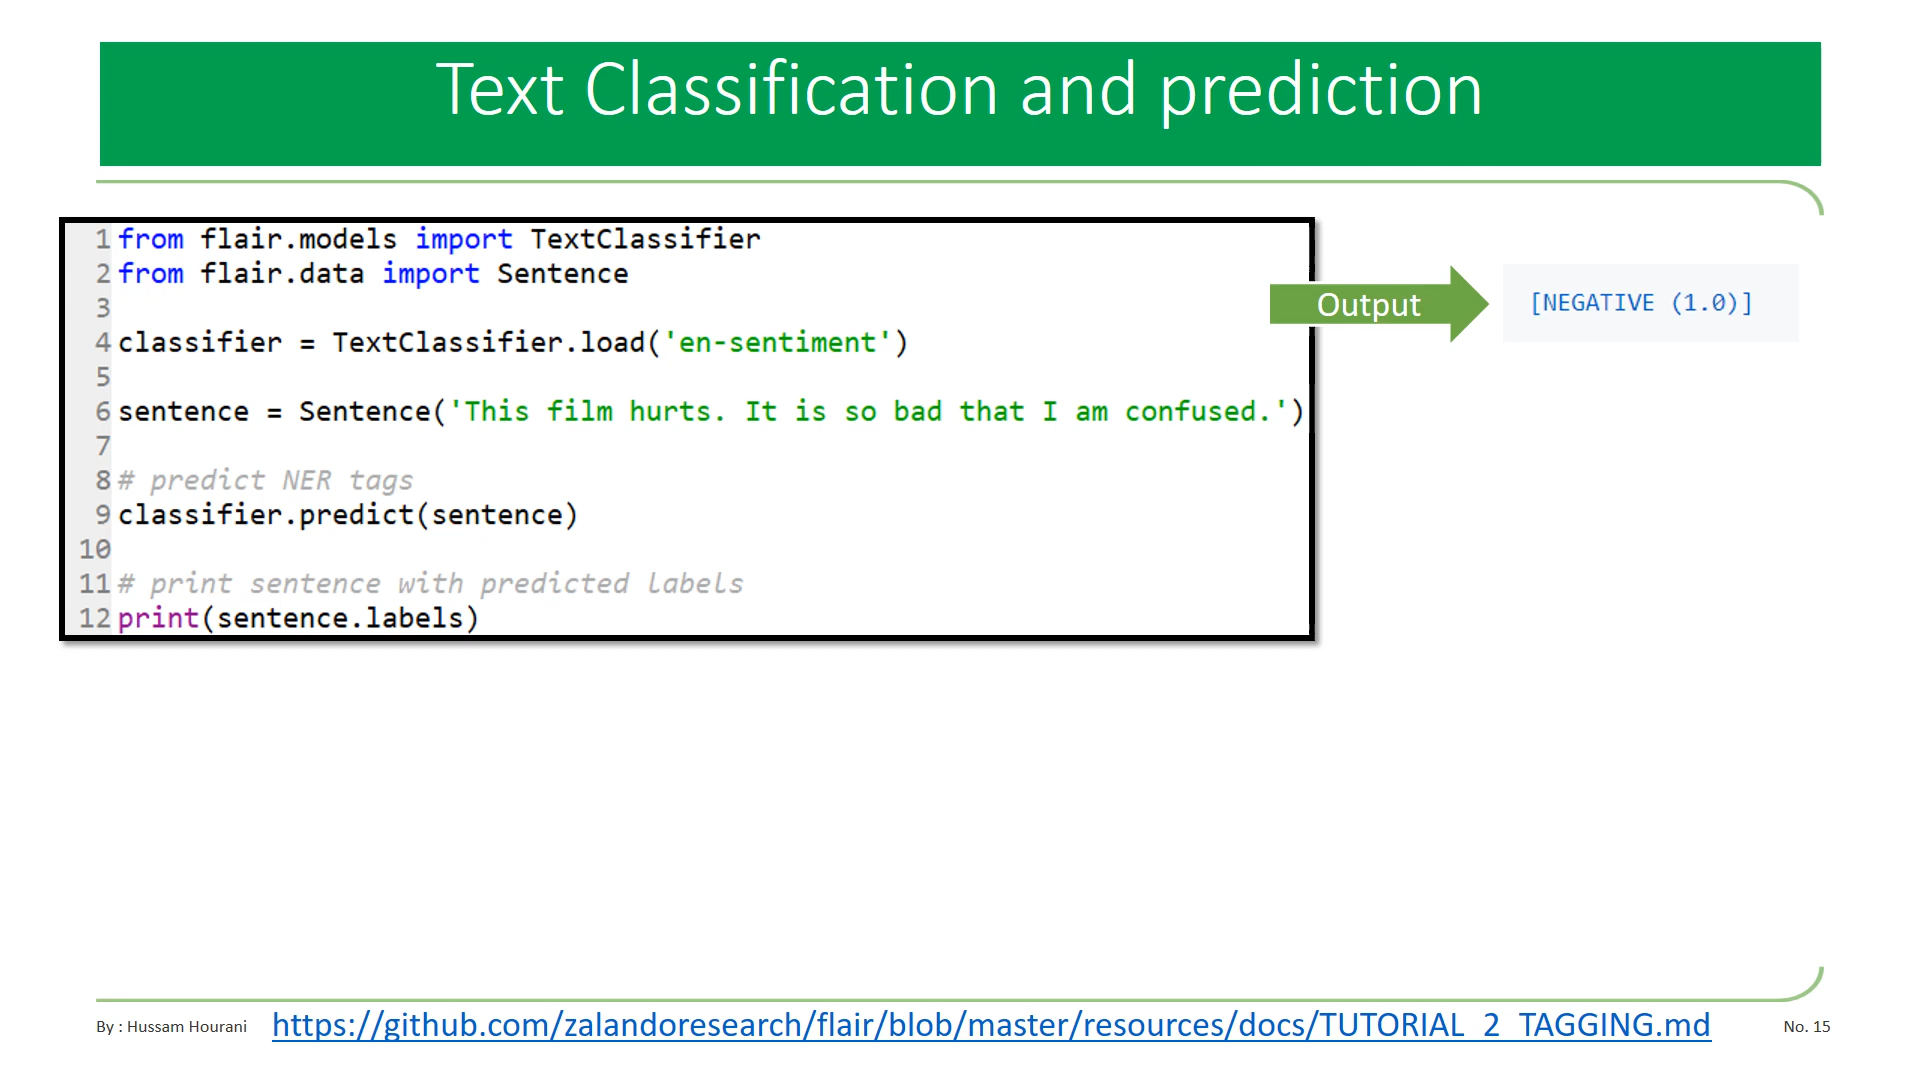 Text Classification and prediction
1 from flair.models import TextClassifier
2 from flair.data import Sentence
3
4 classifier = TextClassifier.load('en-sentiment')
5
6 sentence = Sentence('This film hurts. It is so bad that I am confused.')
7
8 # predict NER tags
9 classifier.predict(sentence)
10
11 # print sentence with predicted labels
12 print(sentence.labels)
Output
[NEGATIVE (1.0)]
By : Hussam Hourani
https://github.com/zalandoresearch/flair/blob/master/resources/docs/TUTORIAL_2_TAGGING.md
No. 15